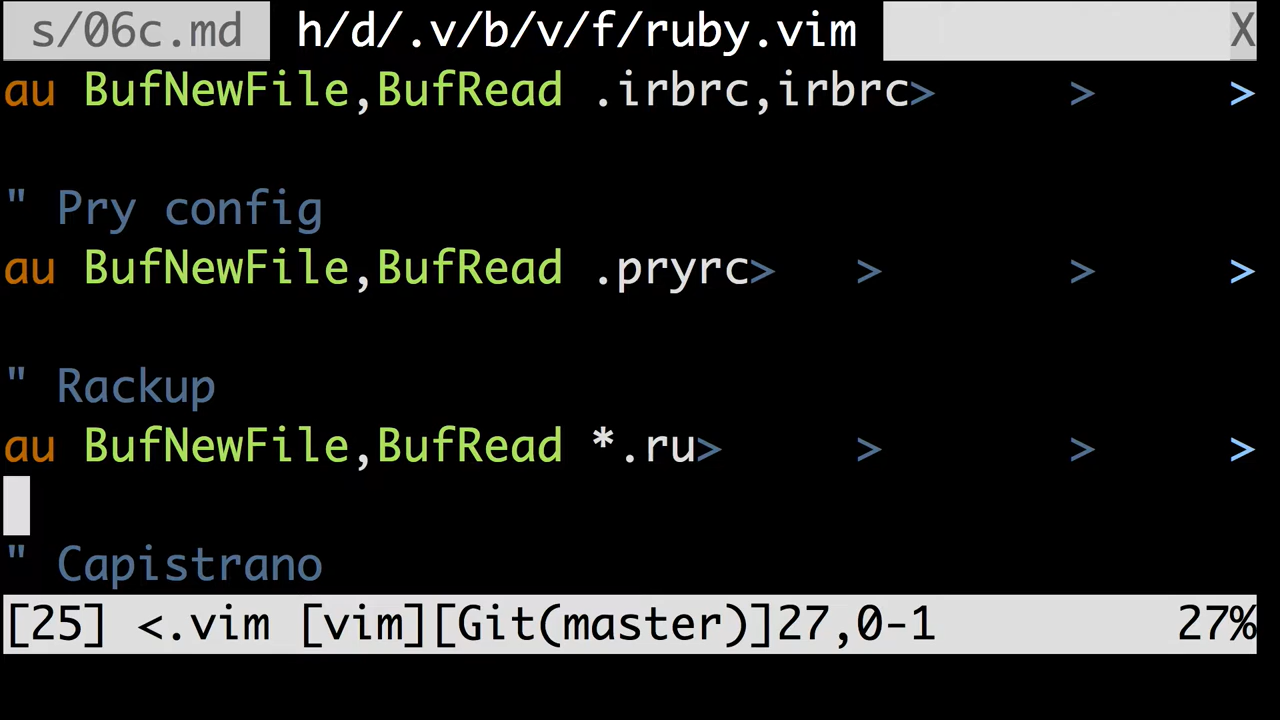 s/06c.md h/d/.v/b/v/f/ruby.vim X
au BufNewFile,BufRead .irbrc,irbrc> > >
" Pry config
au BufNewFile,BufRead .pryrc> > > >
" Rackup
au BufNewFile,BufRead *.ru> > > >
" Capistrano
[25] <.vim [vim][Git(master)]27,0-1 27%